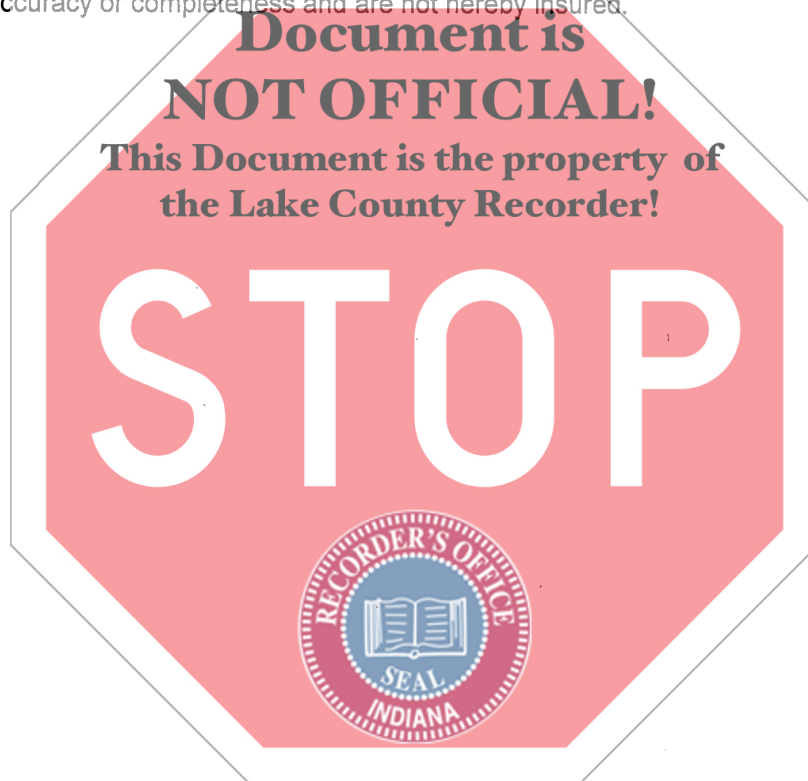 ccuracy or completeness and are not hereby insured.
Document is
NOT OFFICIAL!
This Document is the property of
the Lake County Recorder!
STOP
RECORDER'S OFFICE
SEAL
INDIANA